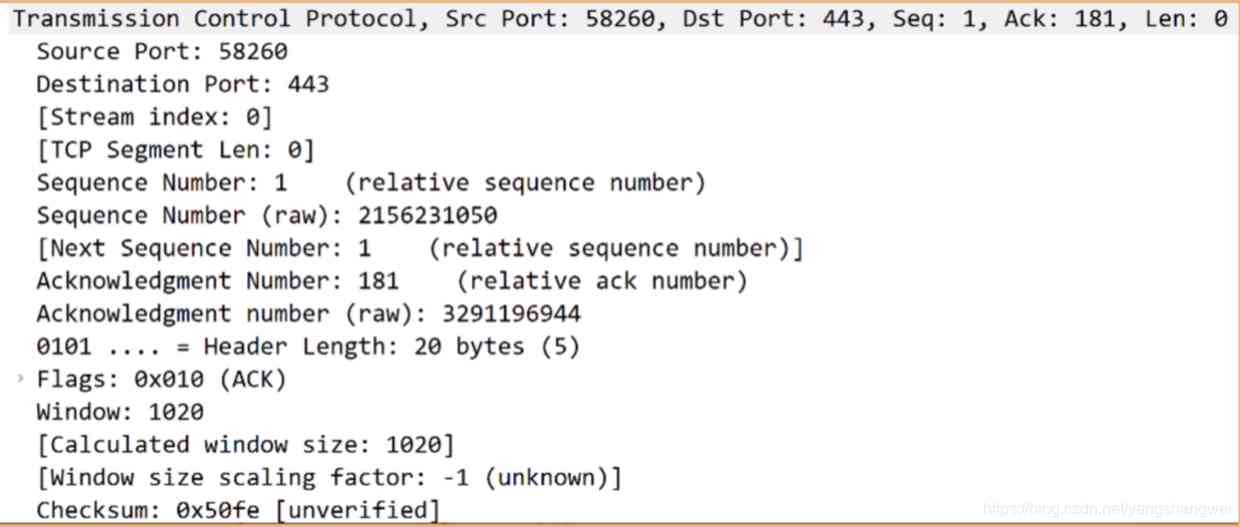 Transmission Control Protocol, Src Port: 58260, Dst Port: 443, Seq: 1, Ack: 181, Len: 0
Source Port: 58260
Destination Port: 443
[Stream index: 0]
[TCP Segment Len: 0]
Sequence Number: 1    (relative sequence number)
Sequence Number (raw): 2156231050
[Next Sequence Number: 1    (relative sequence number)]
Acknowledgment Number: 181    (relative ack number)
Acknowledgment number (raw): 3291196944
0101 .... = Header Length: 20 bytes (5)
Flags: 0x010 (ACK)
Window: 1020
[Calculated window size: 1020]
[Window size scaling factor: -1 (unknown)]
Checksum: 0x50fe [unverified]
https://blog.csdn.net/yangshangwei